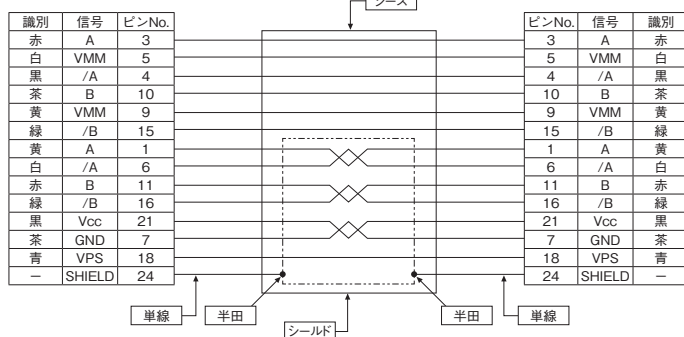 シース
識別 信号 ピンNo. ピンNo. 信号 識別
赤 A 3 3 A 赤
白 VMM 5 5 VMM 白
黒 /A 4 4 /A 黒
茶 B 10 10 B 茶
黄 VMM 9 9 VMM 黄
緑 /B 15 15 /B 緑
黄 A 1 1 A 黄
白 /A 6 6 /A 白
赤 B 11 11 B 赤
緑 /B 16 16 /B 緑
黒 Vcc 21 21 Vcc 黒
茶 GND 7 7 GND 茶
青 VPS 18 18 VPS 青
− SHIELD 24 24 SHIELD −
単線 半田 半田 単線
シールド